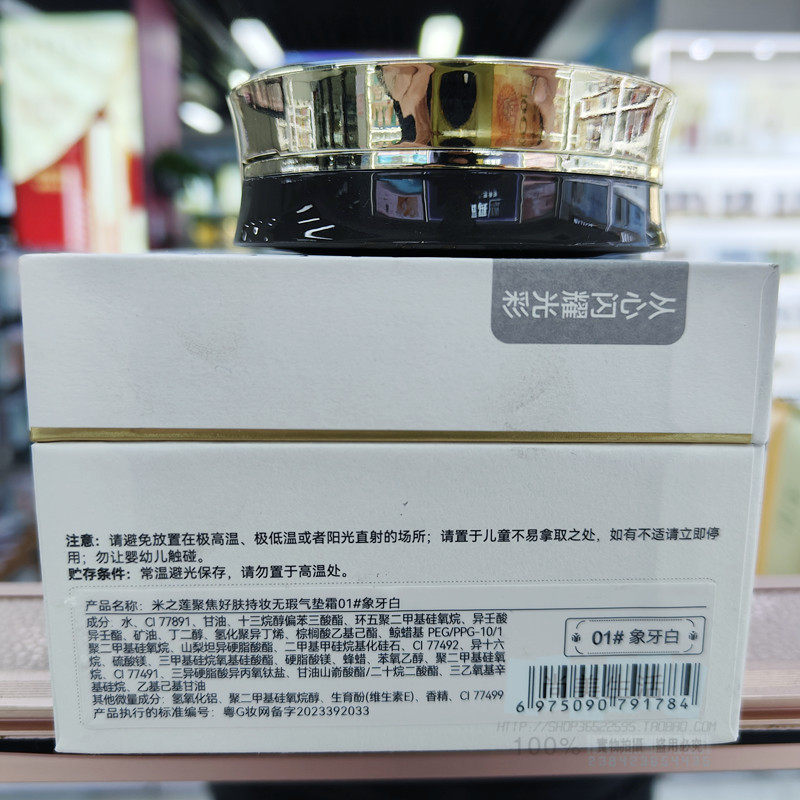 从心闪耀光彩
注意：请避免放置在极高温、极低温或者阳光直射的场所；请置于儿童不易拿取之处，如有不适请立即停
用；勿让婴幼儿触碰。
贮存条件：常温避光保存，请勿置于高温处。
产品名称：米之莲聚焦好肤持妆无瑕气垫霜01#象牙白
成分：水、CI 77891、甘油、十三烷醇偏苯三酸酯、环五聚二甲基硅氧烷、异壬酸
异壬酯、矿油、丁二醇、氢化聚异丁烯、棕榈酸乙基己酯、鲸蜡基 PEG/PPG-10/1
聚二甲基硅氧烷、山梨坦异硬脂酸酯、二甲基甲硅烷基化硅石、CI 77492、异十六
烷、硫酸镁、三甲基硅烷氧基硅酸酯、硬脂酸镁、蜂蜡、苯氧乙醇、聚二甲基硅氧
烷、CI 77491、三异硬脂酸异丙氧钛盐、甘油山嵛酸酯/二十烷二酸酯、三乙氧基辛
基硅烷、乙基己基甘油
其他微量成分：氢氧化铝、聚二甲基硅氧烷醇、生育酚(维生素E)、香精、CI 77499
产品执行的标准编号：粤G妆网备字2023392033
01# 象牙白
6 975090 791784
HTTP://SHOP36522595.TAOBAO.COM
100% 实物拍摄 盗用必究